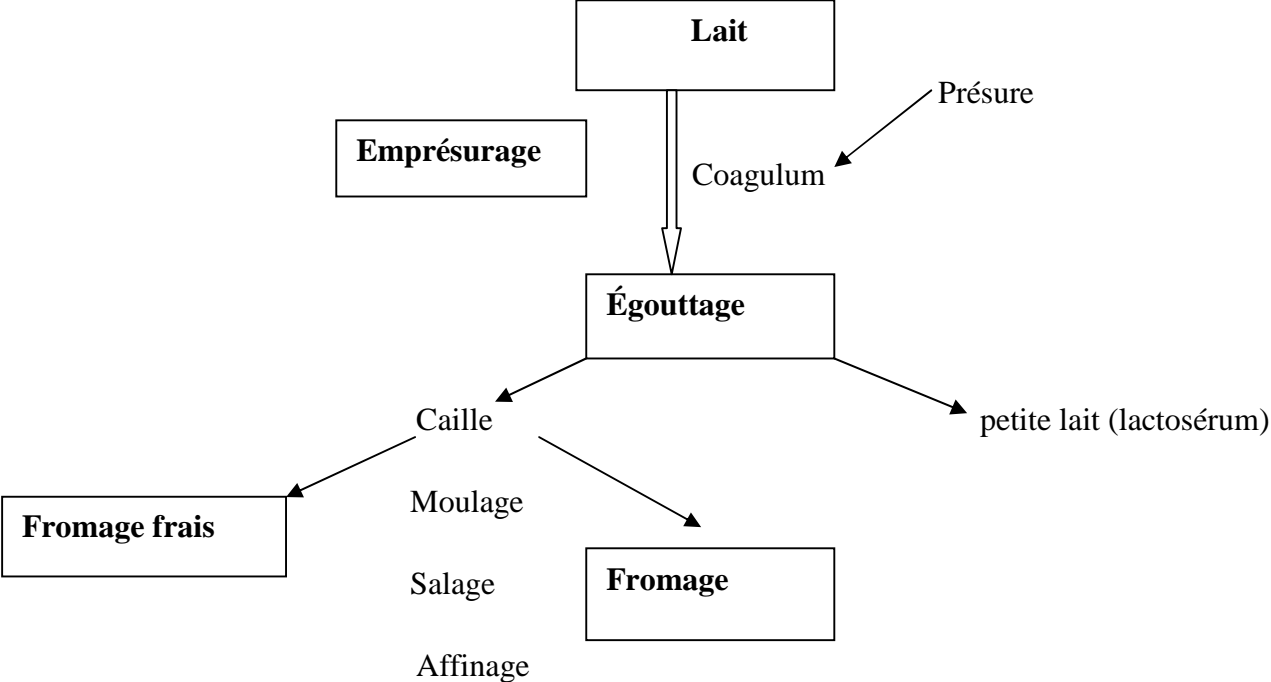 Lait
Présure
Emprésurage
Coagulum
Égouttage
Caille
petite lait (lactosérum)
Moulage
Fromage frais
Salage
Fromage
Affinage